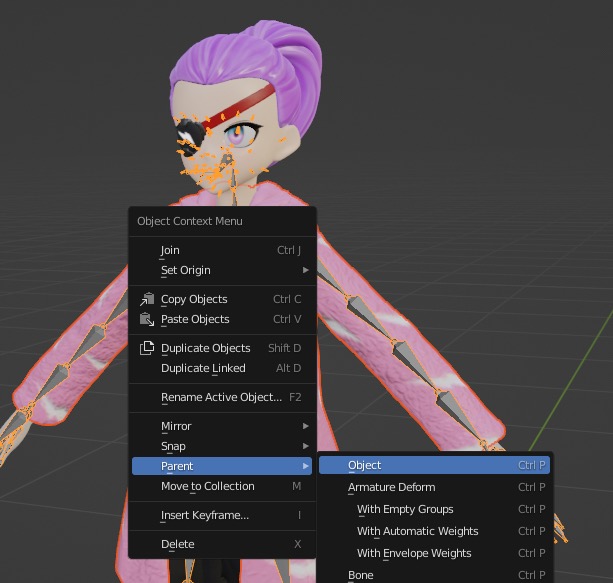 Object Context Menu
Join Ctrl J
Set Origin
Copy Objects Ctrl C
Paste Objects Ctrl V
Duplicate Objects Shift D
Duplicate Linked Alt D
Rename Active Object... F2
Mirror
Snap
Parent
Object Ctrl P
Move to Collection M
Armature Deform Ctrl P
With Empty Groups Ctrl P
Insert Keyframe... I
With Automatic Weights Ctrl P
Delete X
With Envelope Weights Ctrl P
Bone Ctrl P